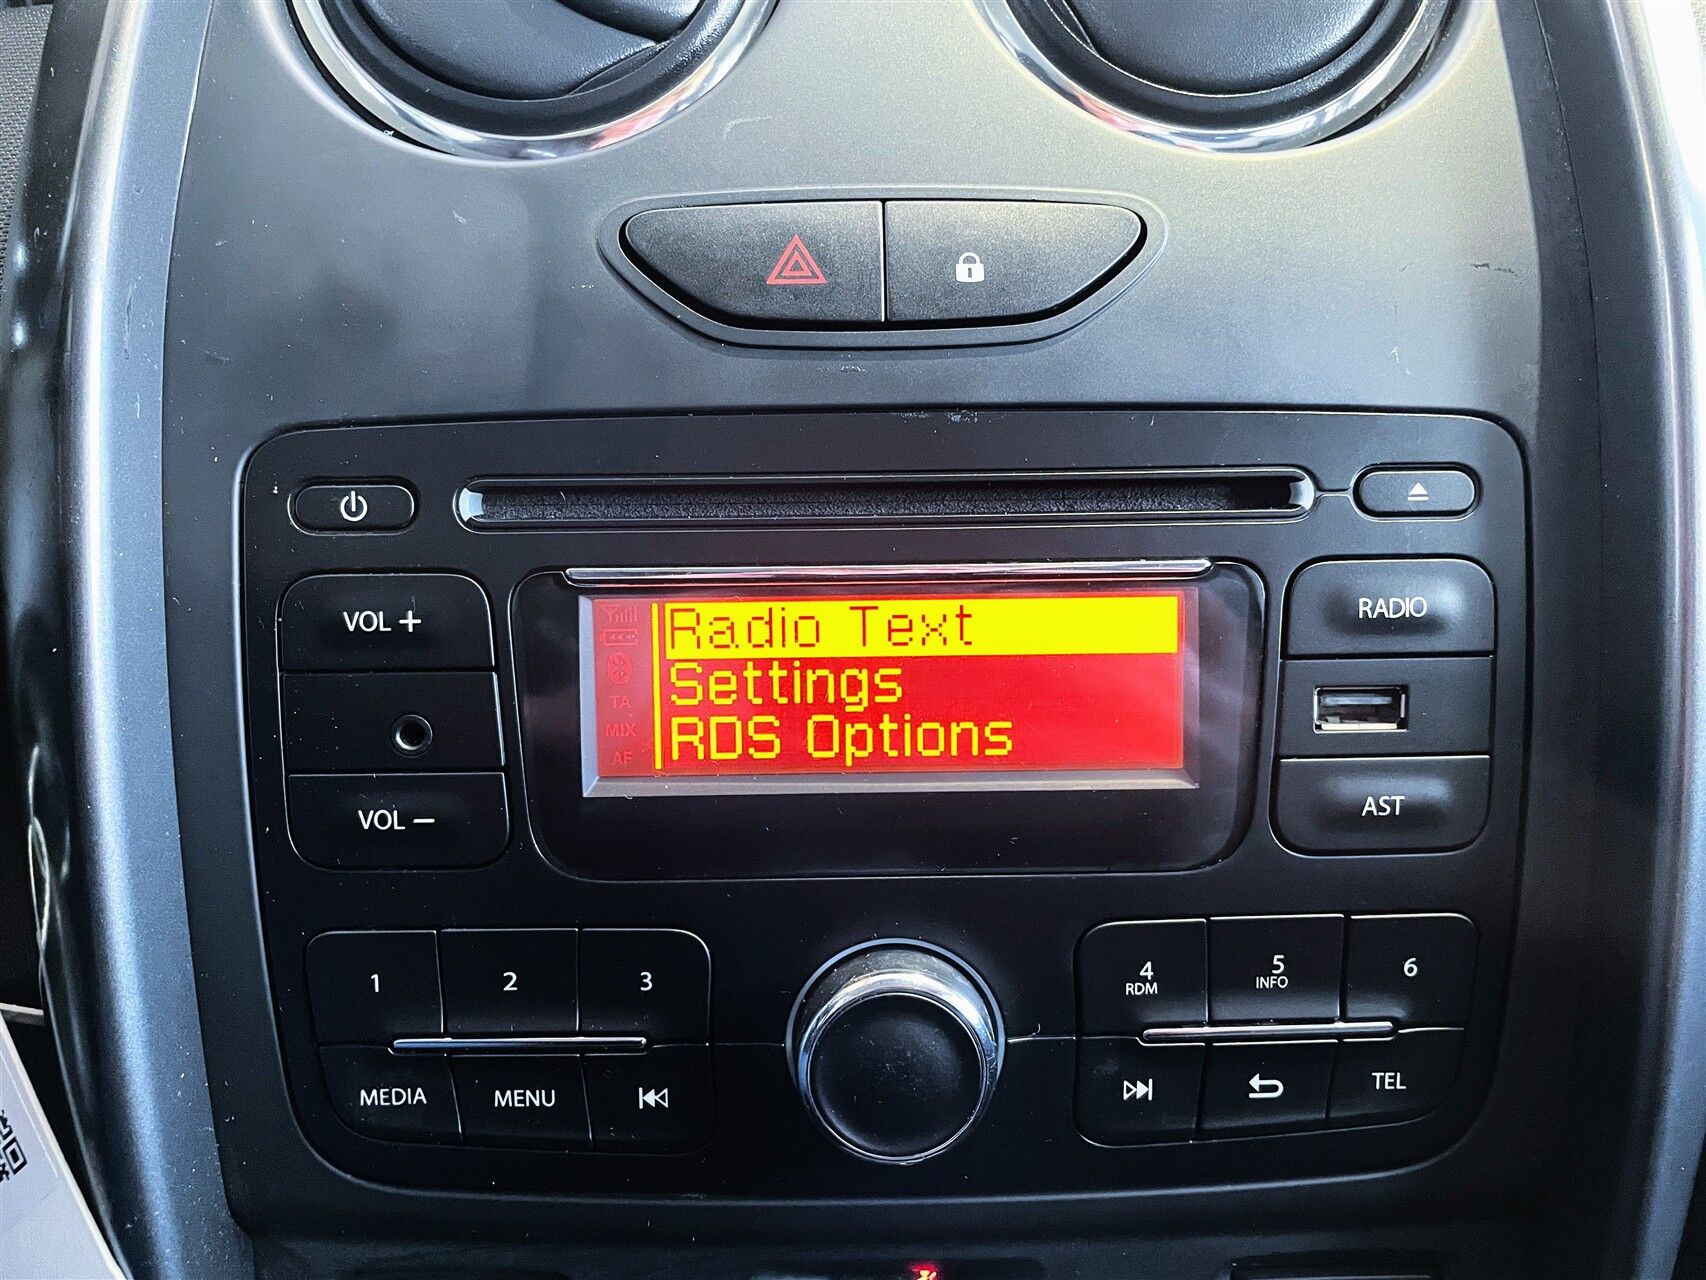 VOL +
VOL −
Radio Text
Settings
RDS Options
TA
MIX
AF
RADIO
AST
1
2
3
MEDIA
MENU
4
RDM
5
INFO
6
TEL